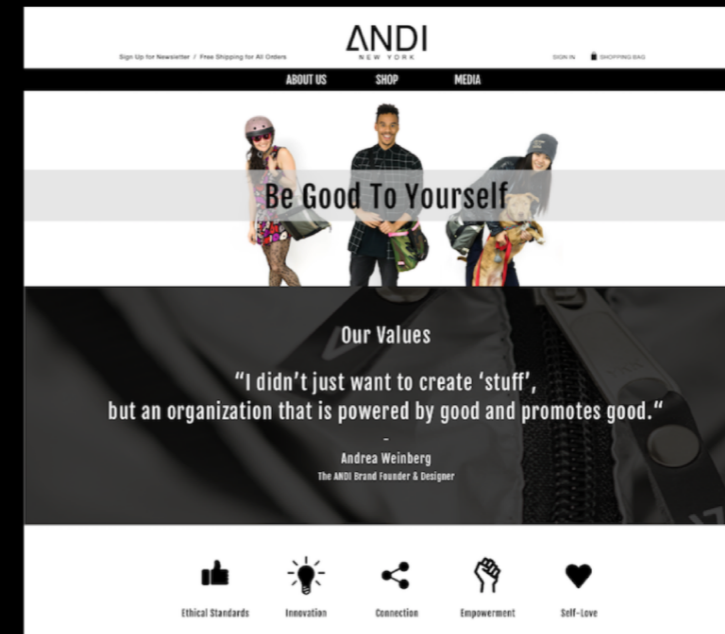 ANDI
NEW YORK
Sign Up for Newsletter / Free Shipping for All Orders
SIGN IN
SHOPPING BAG
ABOUT US
SHOP
MEDIA
Be Good To Yourself
Our Values
“I didn’t just want to create ‘stuff’,
but an organization that is powered by good and promotes good.“
-
Andrea Weinberg
The ANDI Brand Founder & Designer
Ethical Standards
Innovation
Connection
Empowerment
Self-Love